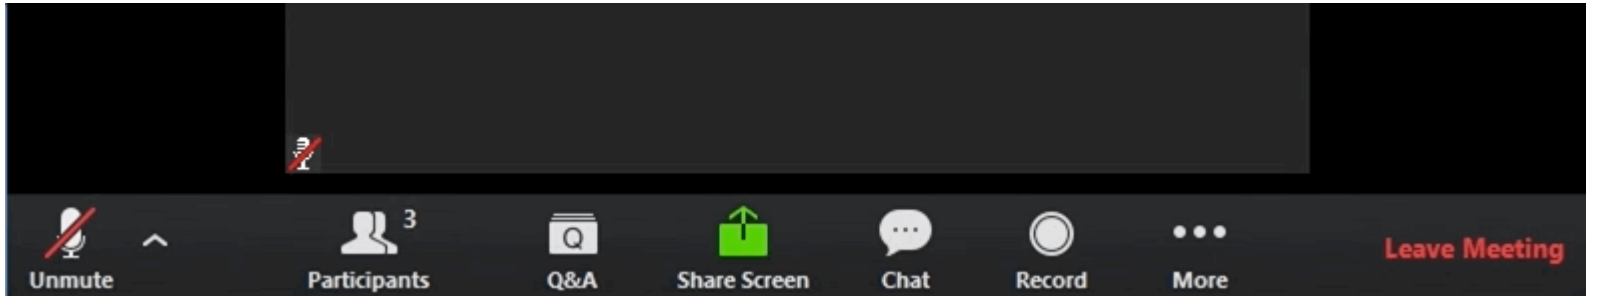 3
Unmute
Participants
Q
Q&A
Share Screen
Chat
Record
More
Leave Meeting